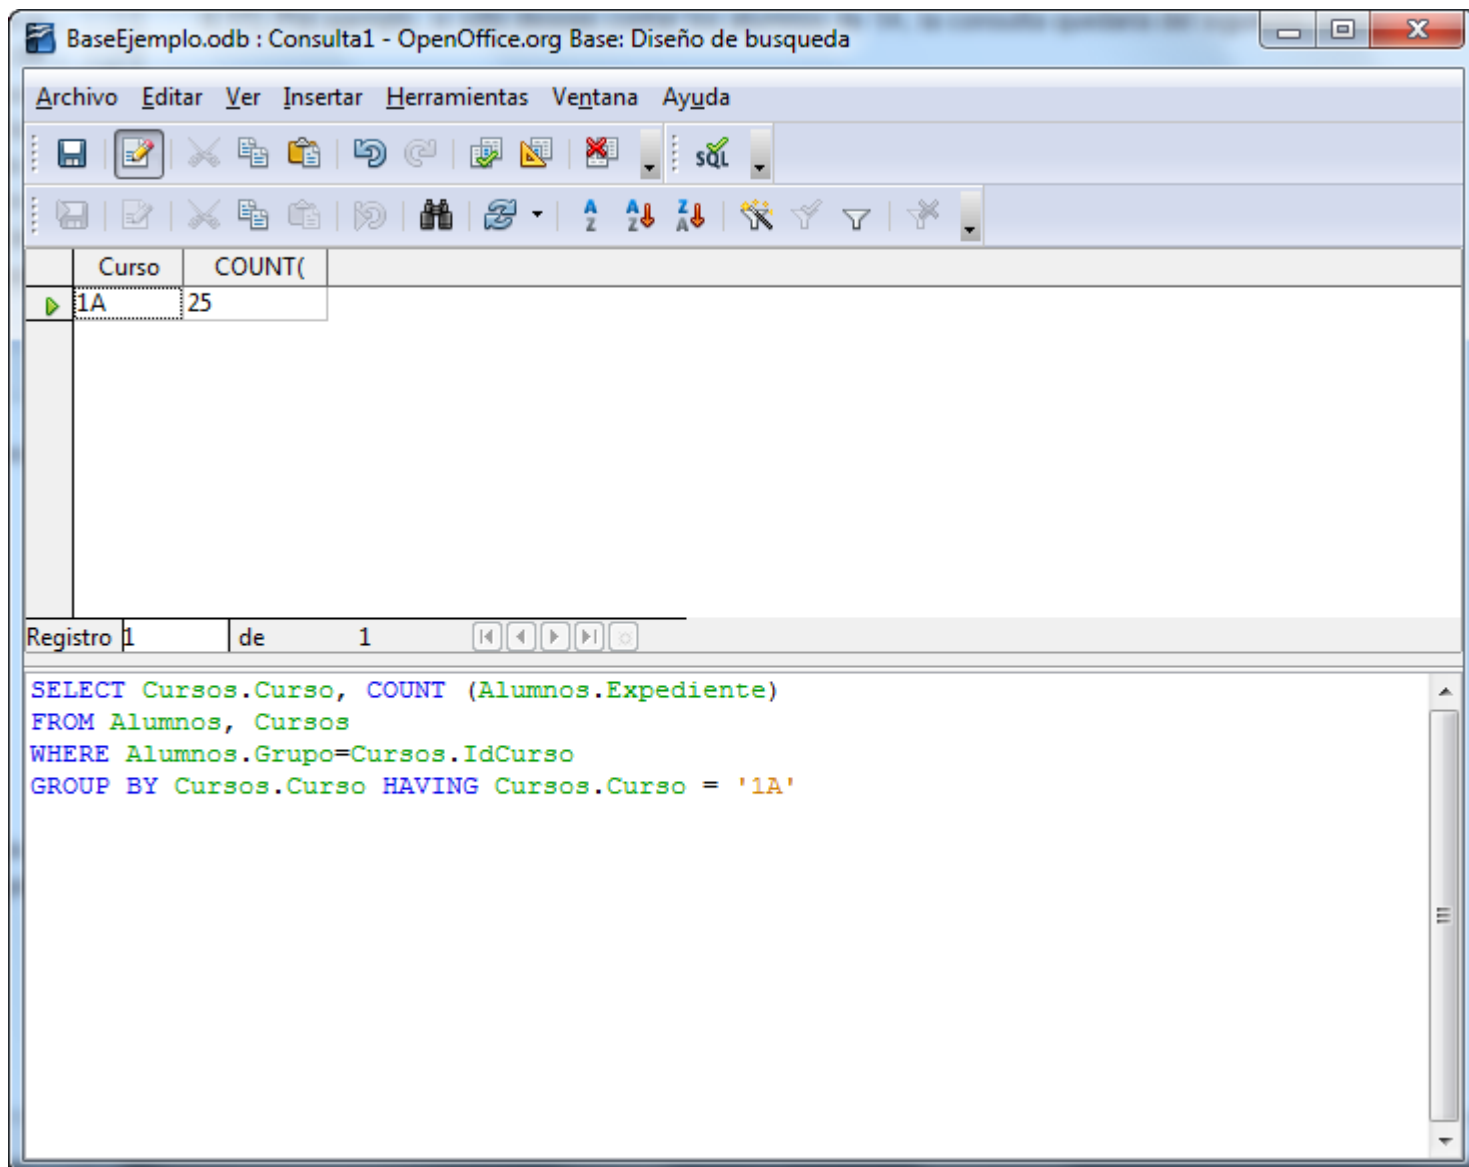 BaseEjemplo.odb : Consulta1 - OpenOffice.org Base: Diseño de busqueda
Archivo Editar Ver Insertar Herramientas Ventana Ayuda
SQL
Curso COUNT(
1A 25
Registro 1 de 1
SELECT Cursos.Curso, COUNT (Alumnos.Expediente)
FROM Alumnos, Cursos
WHERE Alumnos.Grupo=Cursos.IdCurso
GROUP BY Cursos.Curso HAVING Cursos.Curso = '1A'